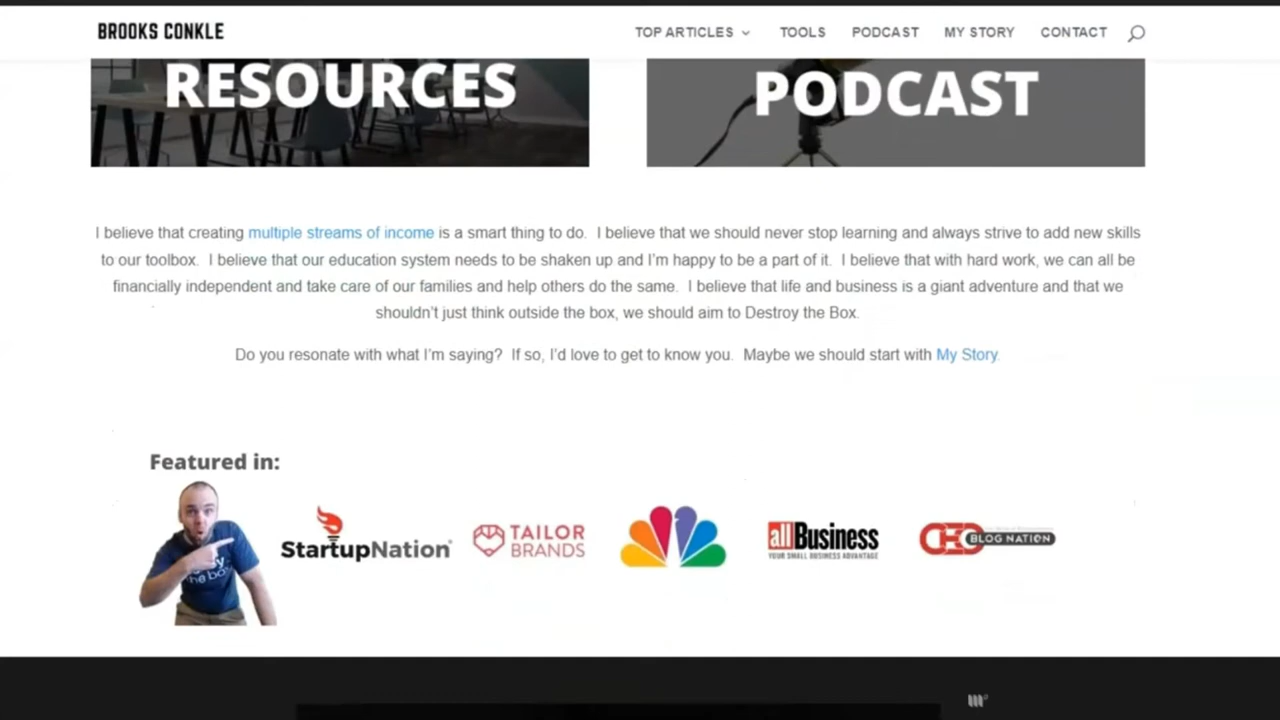 BROOKS CONKLE
TOP ARTICLES TOOLS PODCAST MY STORY CONTACT
RESOURCES
PODCAST
I believe that creating multiple streams of income is a smart thing to do. I believe that we should never stop learning and always strive to add new skills
to our toolbox. I believe that our education system needs to be shaken up and I'm happy to be a part of it. I believe that with hard work, we can all be
financially independent and take care of our families and help others do the same. I believe that life and business is a giant adventure and that we
shouldn't just think outside the box, we should aim to Destroy the Box.
Do you resonate with what I'm saying? If so, I'd love to get to know you. Maybe we should start with My Story.
Featured in:
the box
StartupNation
TAILOR
BRANDS
allBusiness
YOUR SMALL BUSINESS ADVANTAGE
CEO
BLOG NATION